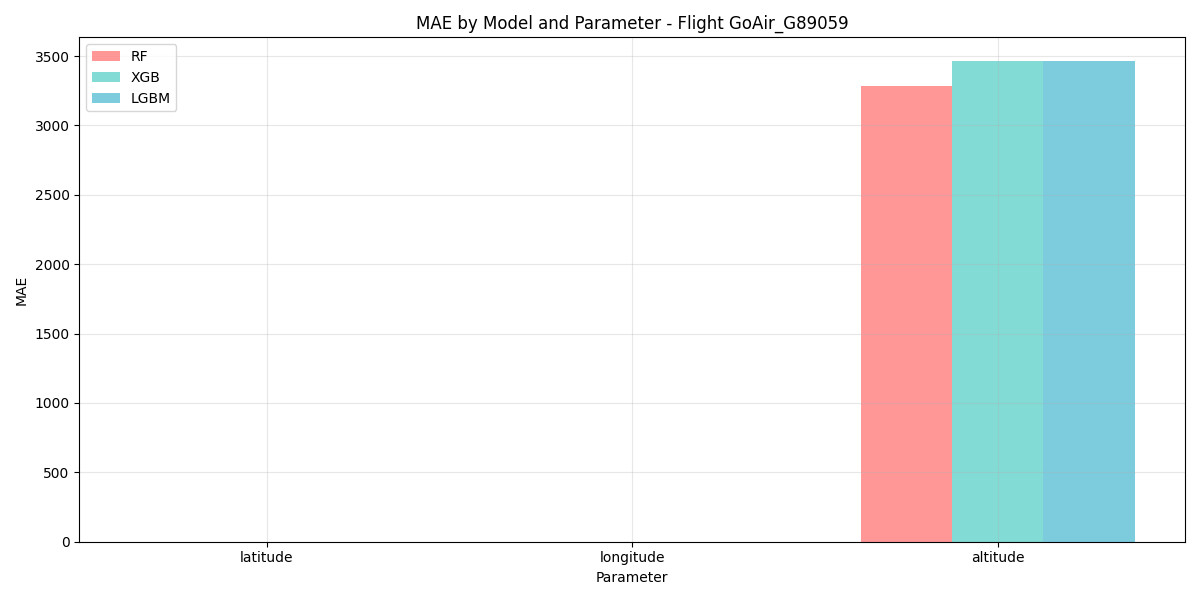 MAE by Model and Parameter - Flight GoAir_G89059
RF
XGB
LGBM
3500
3000
2500
2000
1500
1000
500
0
MAE
latitude
longitude
altitude
Parameter